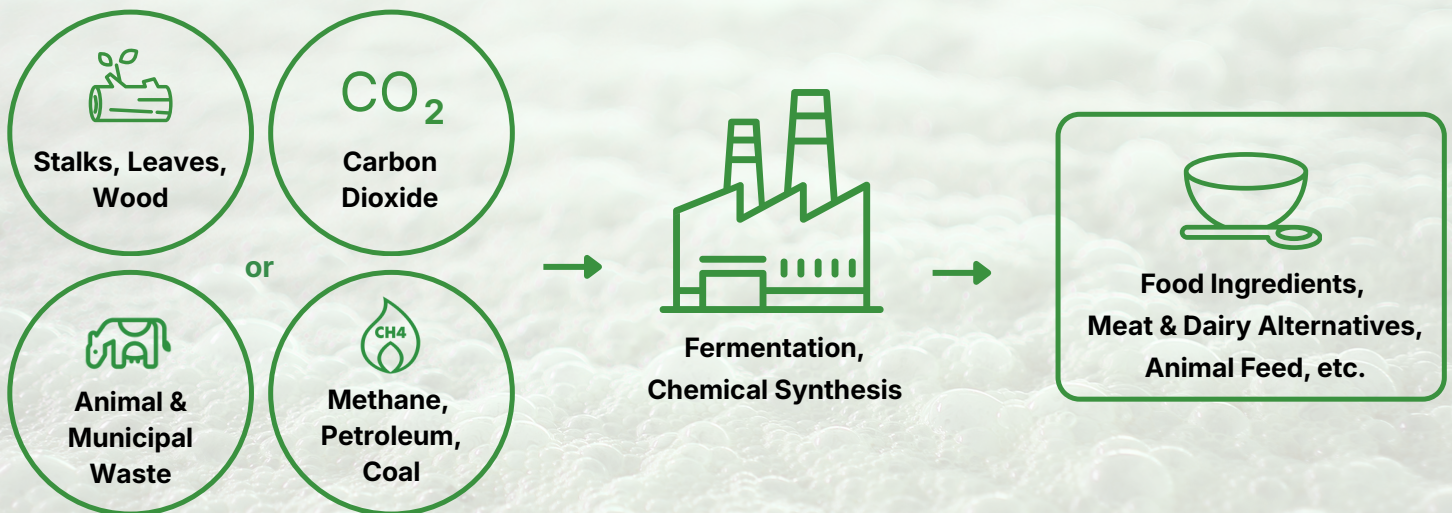 Stalks, Leaves,
Wood
CO₂
Carbon
Dioxide
or
Animal &
Municipal
Waste
CH4
Methane,
Petroleum,
Coal
Fermentation,
Chemical Synthesis
Food Ingredients,
Meat & Dairy Alternatives,
Animal Feed, etc.